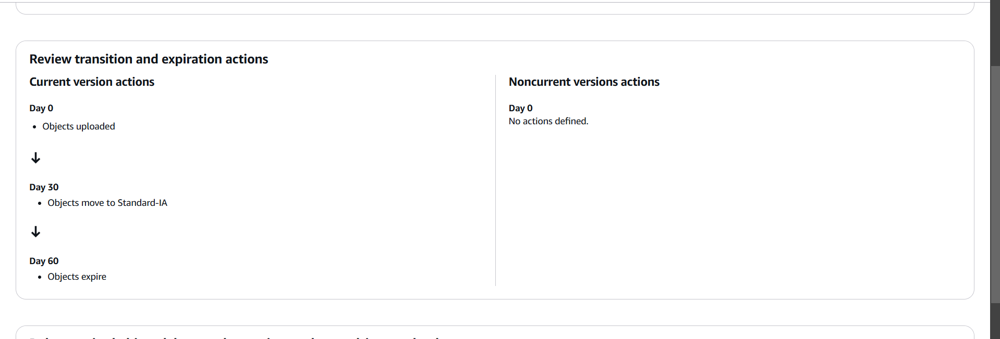 Review transition and expiration actions
Current version actions
Day 0
Objects uploaded
Day 30
Objects move to Standard-IA
Day 60
Objects expire
Noncurrent versions actions
Day 0
No actions defined.